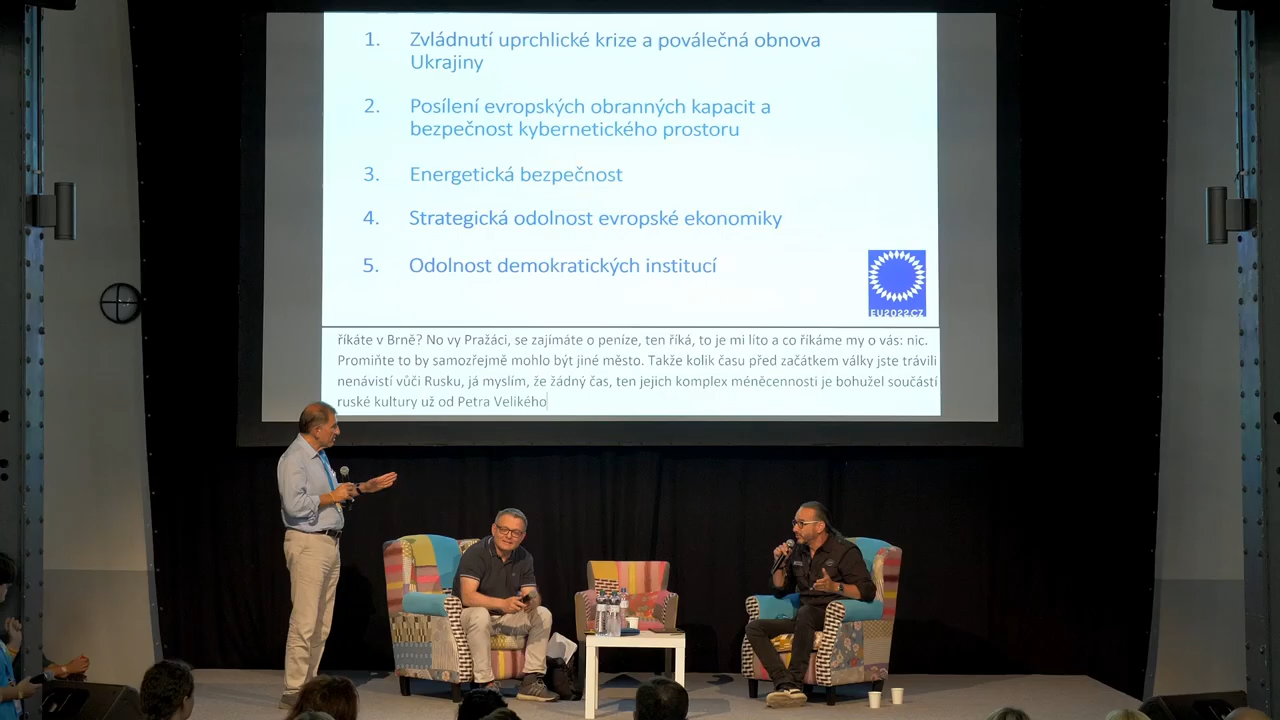 1. Zvládnutí uprchlické krize a poválečná obnova
Ukrajiny
2. Posílení evropských obranných kapacit a
bezpečnost kybernetického prostoru
3. Energetická bezpečnost
4. Strategická odolnost evropské ekonomiky
5. Odolnost demokratických institucí
EU2022.CZ
říkáte v Brně? No vy Pražáci, se zajímáte o peníze, ten říká, to je mi líto a co říkáme my o vás: nic.
Promiňte to by samozřejmě mohlo být jiné město. Takže kolik času před začátkem války jste trávili
nenávistí vůči Rusku, já myslím, že žádný čas, ten jejich komplex méněcennosti je bohužel součástí
ruské kultury už od Petra Velikého